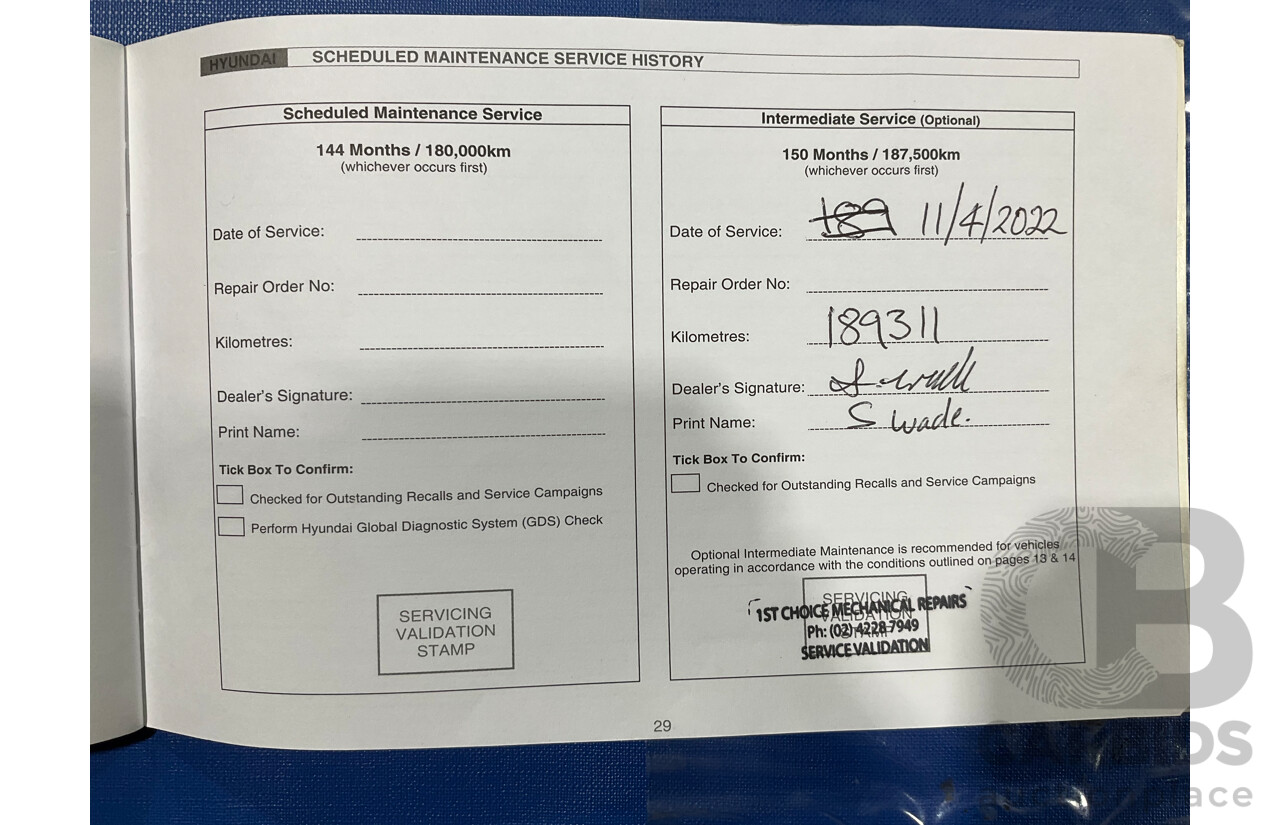 HYUNDAI SCHEDULED MAINTENANCE SERVICE HISTORY
Scheduled Maintenance Service
144 Months / 180,000km
(whichever occurs first)
Date of Service:
Repair Order No:
Kilometres:
Dealer's Signature:
Print Name:
Tick Box To Confirm:
Checked for Outstanding Recalls and Service Campaigns
Perform Hyundai Global Diagnostic System (GDS) Check
SERVICING
VALIDATION
STAMP
Intermediate Service (Optional)
150 Months / 187,500km
(whichever occurs first)
Date of Service: 189 11/4/2022
Repair Order No:
Kilometres: 189311
Dealer's Signature:
Print Name: S Wade.
Tick Box To Confirm:
Checked for Outstanding Recalls and Service Campaigns
Optional Intermediate Maintenance is recommended for vehicles
operating in accordance with the conditions outlined on pages 13 & 14
SERVICING
VALIDATION
1ST CHOICE MECHANICAL REPAIRS
Ph: (02) 4228 7949
SERVICE VALIDATION
29